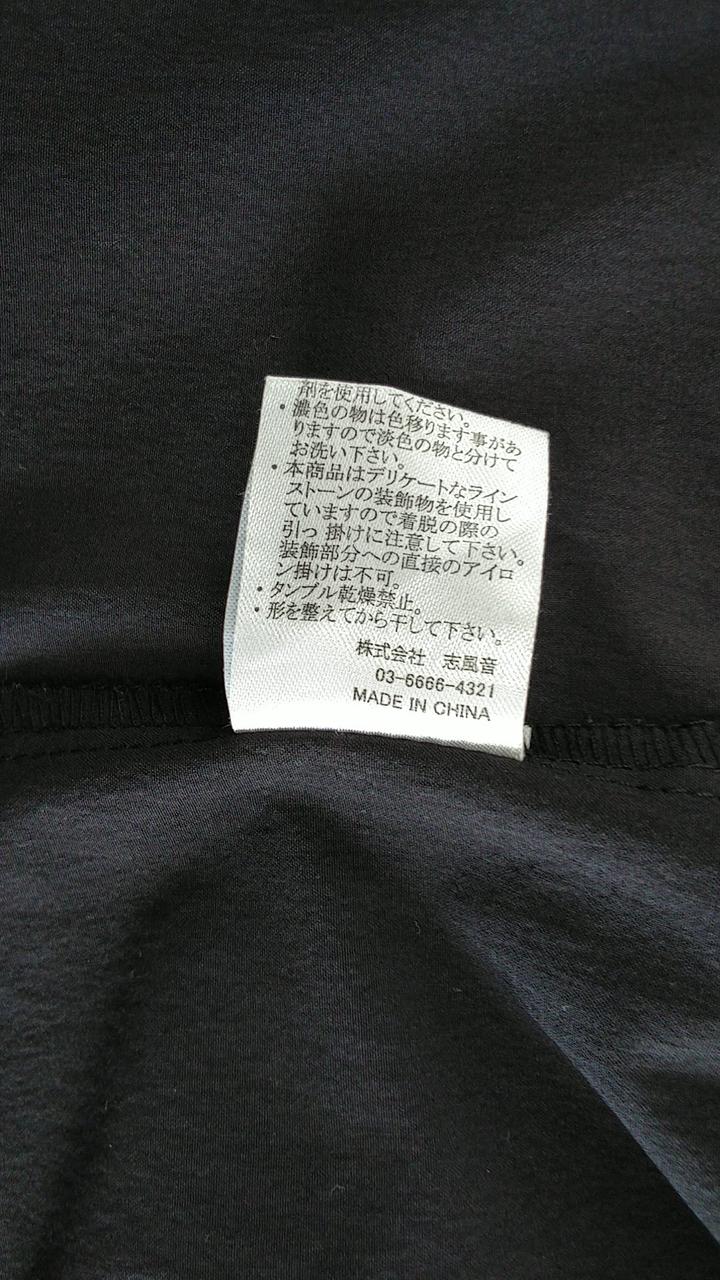 剤を使用してください。
・濃色の物は色移ります事があ
りますので淡色の物と分けて
お洗い下さい。
・本商品はデリケートなライン
ストーンの装飾物を使用し
ていますので着脱の際の
引っ掛けに注意して下さい。
装飾部分への直接のアイロ
ン掛けは不可。
・タンブル乾燥禁止。
・形を整えてから干して下さい。
株式会社 志風音
03-6666-4321
MADE IN CHINA